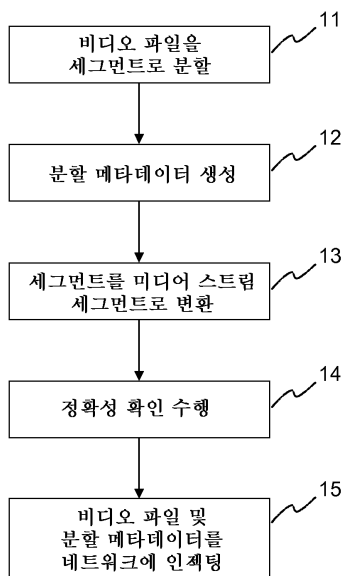 11
비디오 파일을
세그먼트로 분할
12
분할 메타데이터 생성
13
세그먼트를 미디어 스트림
세그먼트로 변환
14
정확성 확인 수행
15
비디오 파일 및
분할 메타데이터를
네트워크에 인젝팅